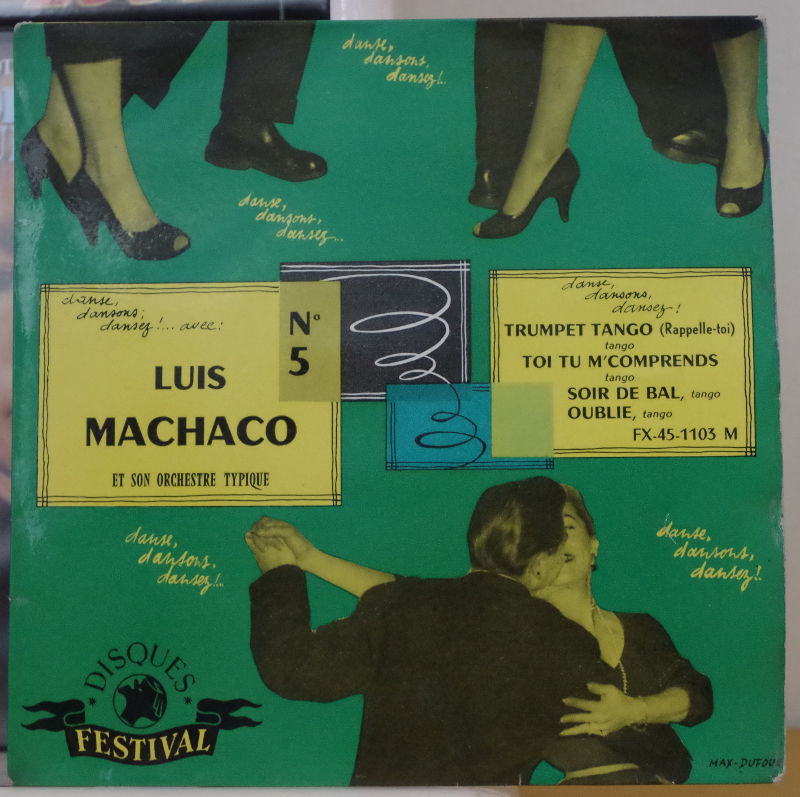 danse,
dansons,
dansez!..
danse,
dansons,
dansez...
danse,
dansons,
dansez!... avec:
N° 5
LUIS
MACHACO
ET SON ORCHESTRE TYPIQUE
danse,
dansons,
dansez!
TRUMPET TANGO (Rappelle-toi)
tango
TOI TU M'COMPRENDS
tango
SOIR DE BAL, tango
OUBLIE, tango
FX-45-1103 M
danse,
dansons,
dansez!...
danse,
dansons,
dansez!!
DISQUES
FESTIVAL
MAX-DUFOUR